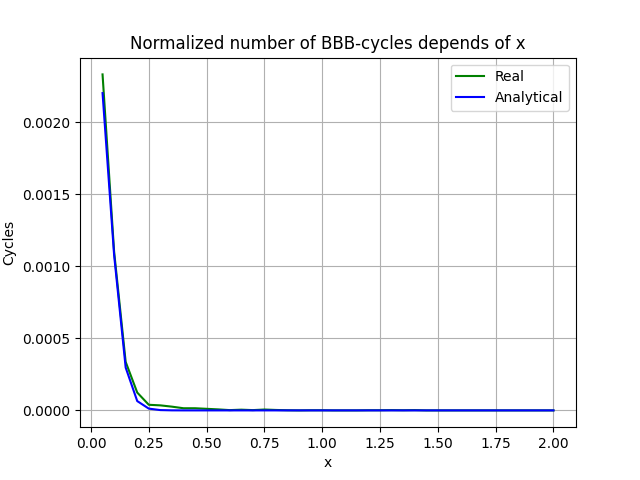 Normalized number of BBB-cycles depends of x
Real
Analytical
Cycles
0.0020
0.0015
0.0010
0.0005
0.0000
0.00 0.25 0.50 0.75 1.00 1.25 1.50 1.75 2.00
x